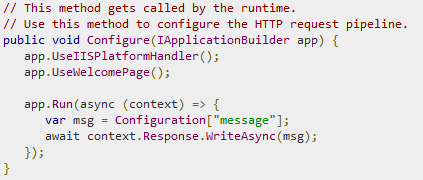 // This method gets called by the runtime.
// Use this method to configure the HTTP request pipeline.
public void Configure(IApplicationBuilder app) {
   app.UseIISPlatformHandler();
   app.UseWelcomePage();

   app.Run(async (context) => {
      var msg = Configuration["message"];
      await context.Response.WriteAsync(msg);
   });
}